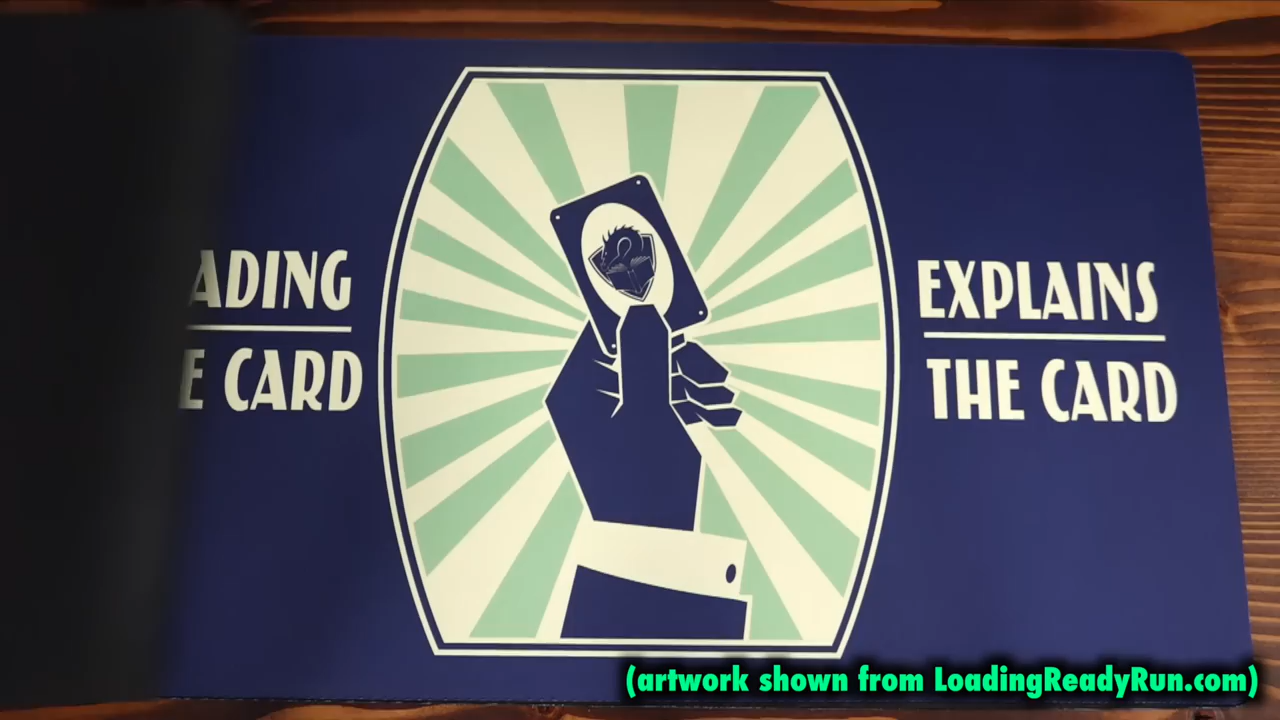 ADING
E CARD
EXPLAINS
THE CARD
(artwork shown from LoadingReadyRun.com)